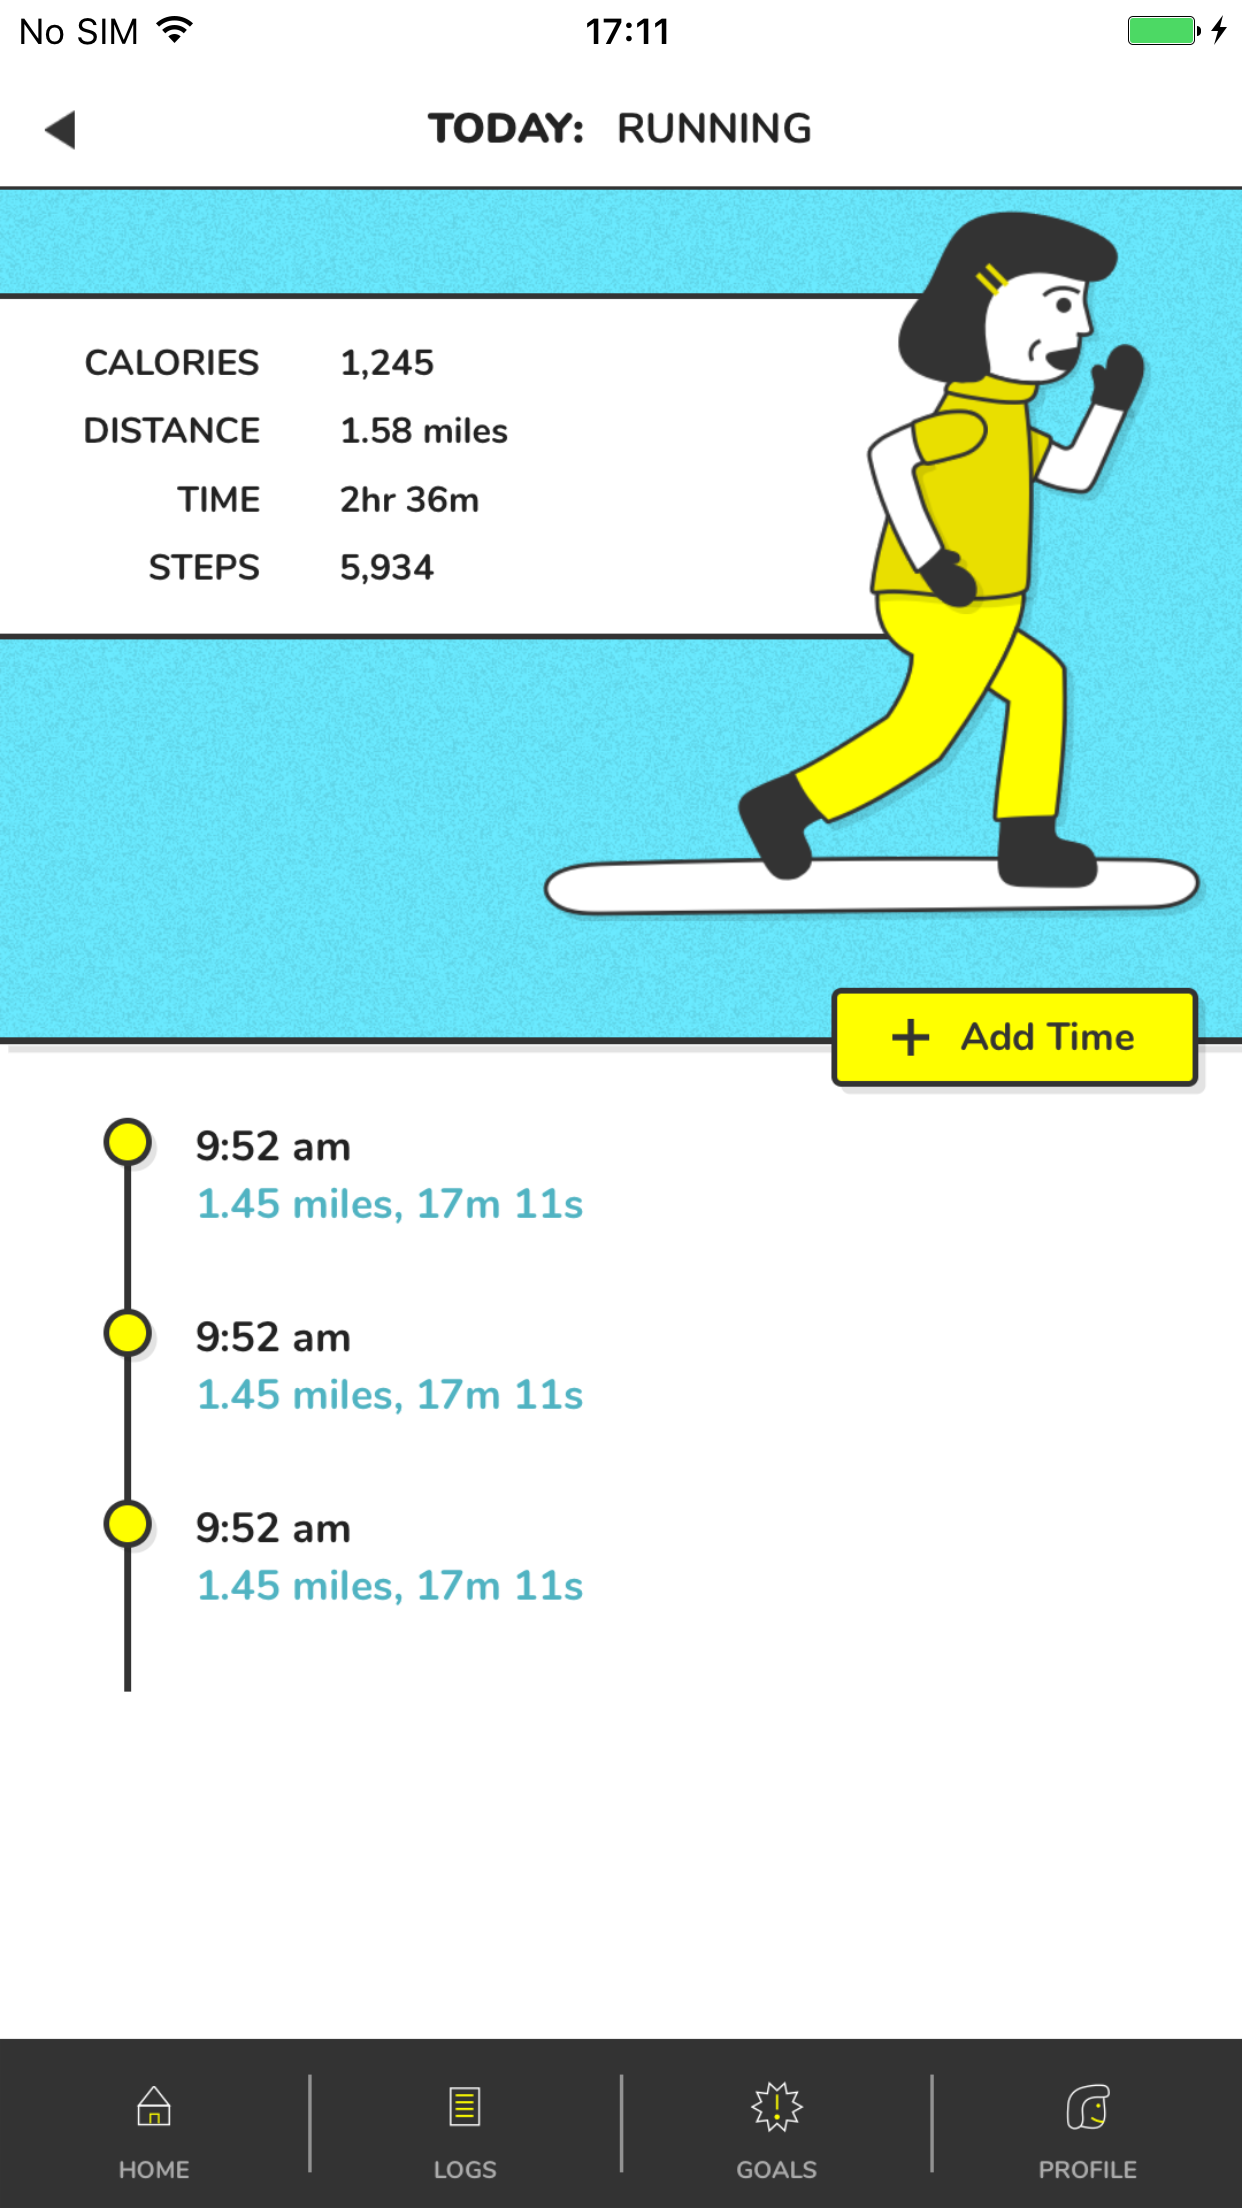 No SIM 17:11
TODAY: RUNNING
CALORIES 1,245
DISTANCE 1.58 miles
TIME 2hr 36m
STEPS 5,934
+ Add Time
9:52 am
1.45 miles, 17m 11s
9:52 am
1.45 miles, 17m 11s
9:52 am
1.45 miles, 17m 11s
HOME LOGS GOALS PROFILE